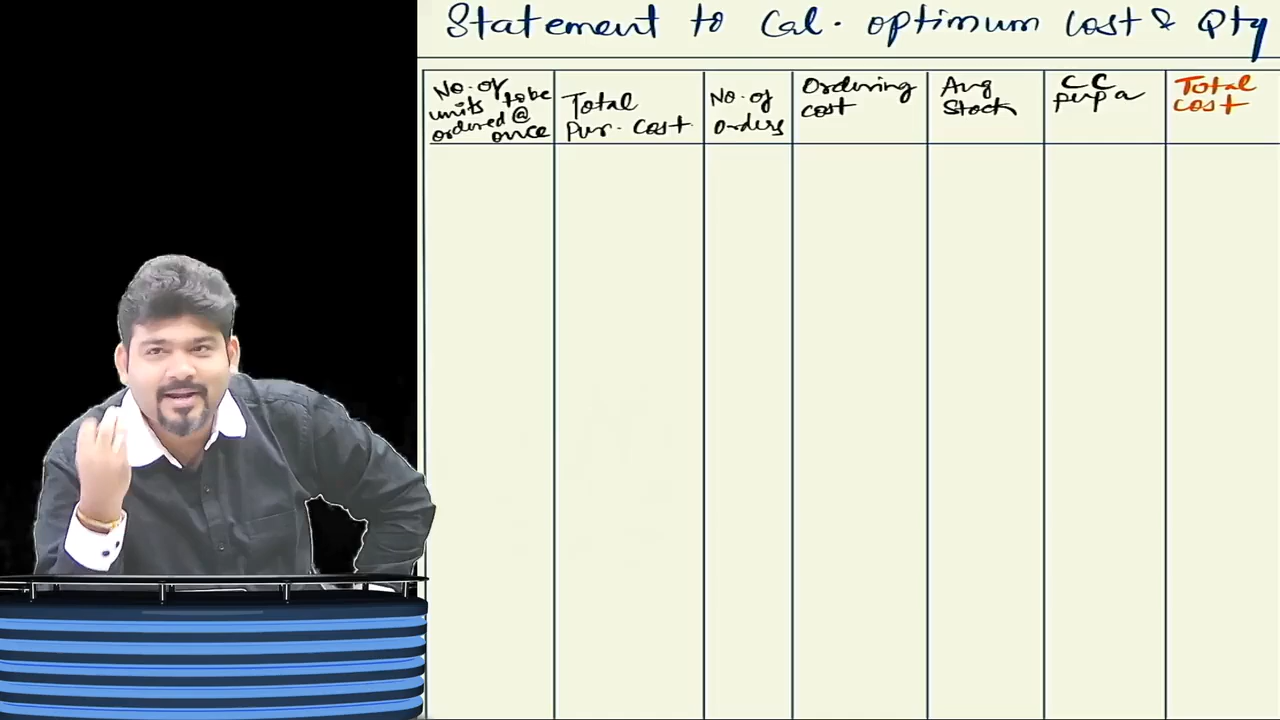 Statement to Cal. optimum Cost & Qty
No. of
units to be
ordered @
once
Total
Pur. Cost
No. of
orders
Ordering
cost
Avg
Stock
CC
pupa
Total
cost